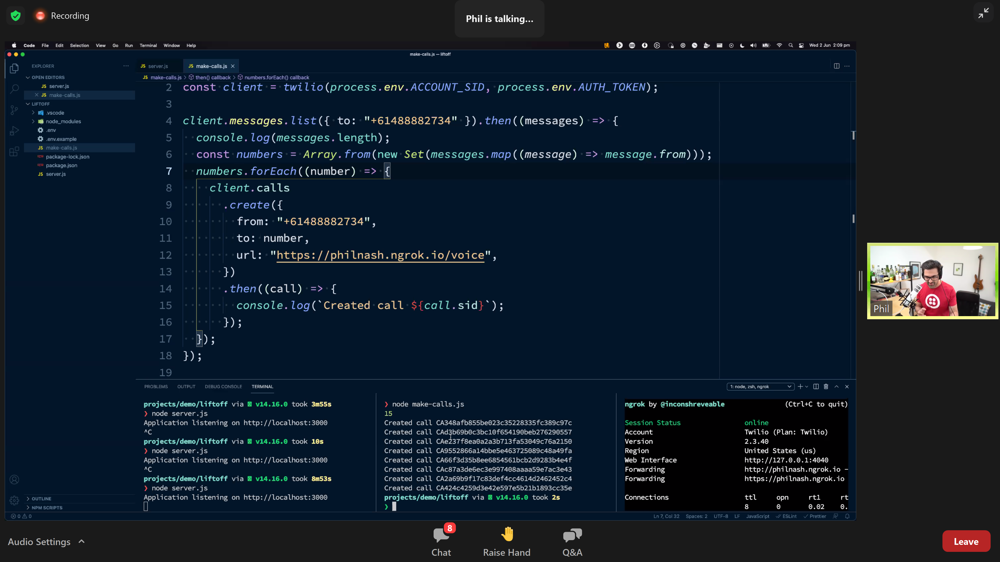 Recording
Phil is talking...
Code File Edit Selection View Go Run Terminal Window Help
Wed 2 Jun 2:09 pm
make-calls.js — liftoff
EXPLORER
OPEN EDITORS
JS server.js
JS make-calls.js
LIFTOFF
.vscode
node_modules
.env
.env.example
JS make-calls.js
package-lock.json
package.json
JS server.js
OUTLINE
NPM SCRIPTS
JS server.js JS make-calls.js
JS make-calls.js > then() callback > numbers.forEach() callback
2 const client = twilio(process.env.ACCOUNT_SID, process.env.AUTH_TOKEN);
3
4 client.messages.list({ to: "+61488882734" }).then((messages) => {
5 console.log(messages.length);
6 const numbers = Array.from(new Set(messages.map((message) => message.from)));
7 numbers.forEach((number) => {
8 client.calls
9 .create({
10 from: "+61488882734",
11 to: number,
12 url: "https://philnash.ngrok.io/voice",
13 })
14 .then((call) => {
15 console.log(`Created call ${call.sid}`);
16 });
17 });
18 });
19
PROBLEMS OUTPUT DEBUG CONSOLE TERMINAL
1: node, zsh, ngrok
projects/demo/liftoff via v14.16.0 took 3m55s
❯ node server.js
Application listening on http://localhost:3000
^C
projects/demo/liftoff via v14.16.0 took 10s
❯ node server.js
Application listening on http://localhost:3000
^C
projects/demo/liftoff via v14.16.0 took 8m53s
❯ node server.js
Application listening on http://localhost:3000
❯ node make-calls.js
15
Created call CA348afb855be023c35228335fc389c97c
Created call CAd3b69b0c3bc10f654190beb276290557
Created call CAe237f8ea0a2a3b713fa53049c76a2150
Created call CA9552866a14bbe5e463725089c48a49fa
Created call CA66f3d35b8ee6854561bcb2d9283b4e4f
Created call CAc87a3de6ec3e997408aaaa59e7ac3e43
Created call CA2a69b9f17c83def4cc4614d2462452c4
Created call CA424c4259d3e42e597e5b21b1893cc35e
projects/demo/liftoff via v14.16.0 took 2s
❯
ngrok by @inconshreveable (Ctrl+C to quit)
Session Status online
Account Twilio (Plan: Twilio)
Version 2.3.40
Region United States (us)
Web Interface http://127.0.0.1:4040
Forwarding http://philnash.ngrok.io -
Forwarding https://philnash.ngrok.io
Connections ttl opn rt1 rt
8 0 0.02 0.
0 0
Ln 7, Col 32 Spaces: 2 UTF-8 LF JavaScript ESLint Prettier
Phil
Audio Settings
8
Chat Raise Hand Q&A
Leave